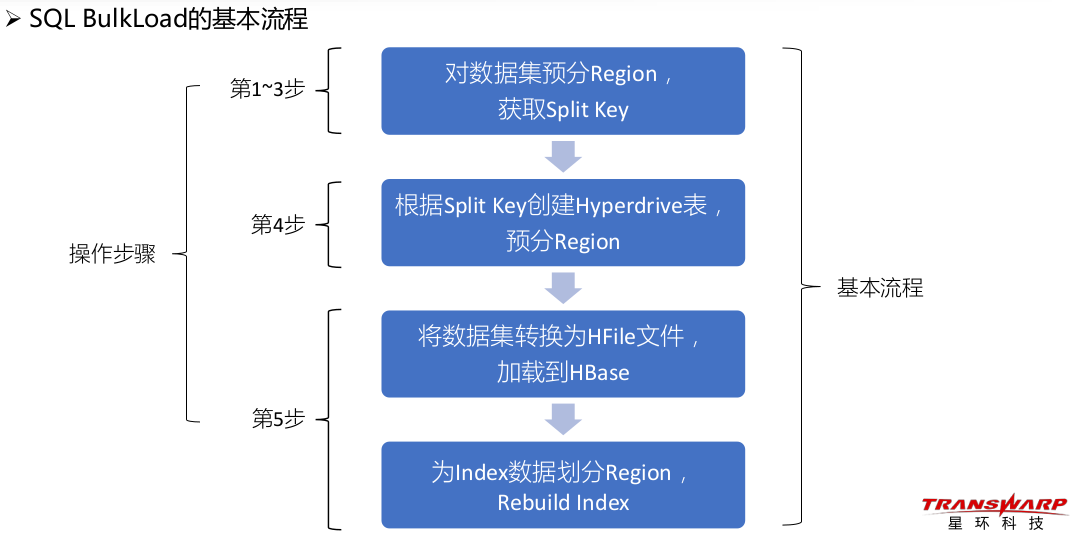 ➢ SQL BulkLoad的基本流程
操作步骤
第1~3步
对数据集预分Region，
获取Split Key
第4步
根据Split Key创建Hyperdrive表，
预分Region
第5步
将数据集转换为HFile文件，
加载到HBase
为Index数据划分Region，
Rebuild Index
基本流程
TRANSWARP
星环科技